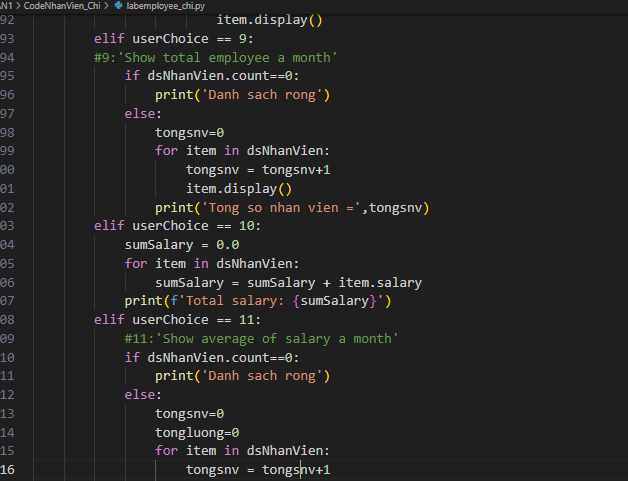 AN1 > CodeNhanVien_Chi > labemployee_chi.py
92 item.display()
93 elif userChoice == 9:
94 #9:'Show total employee a month'
95 if dsNhanVien.count==0:
96 print('Danh sach rong')
97 else:
98 tongsnv=0
99 for item in dsNhanVien:
00 tongsnv = tongsnv+1
01 item.display()
02 print('Tong so nhan vien =',tongsnv)
03 elif userChoice == 10:
04 sumSalary = 0.0
05 for item in dsNhanVien:
06 sumSalary = sumSalary + item.salary
07 print(f'Total salary: {sumSalary}')
08 elif userChoice == 11:
09 #11:'Show average of salary a month'
10 if dsNhanVien.count==0:
11 print('Danh sach rong')
12 else:
13 tongsnv=0
14 tongluong=0
15 for item in dsNhanVien:
16 tongsnv = tongsnv+1